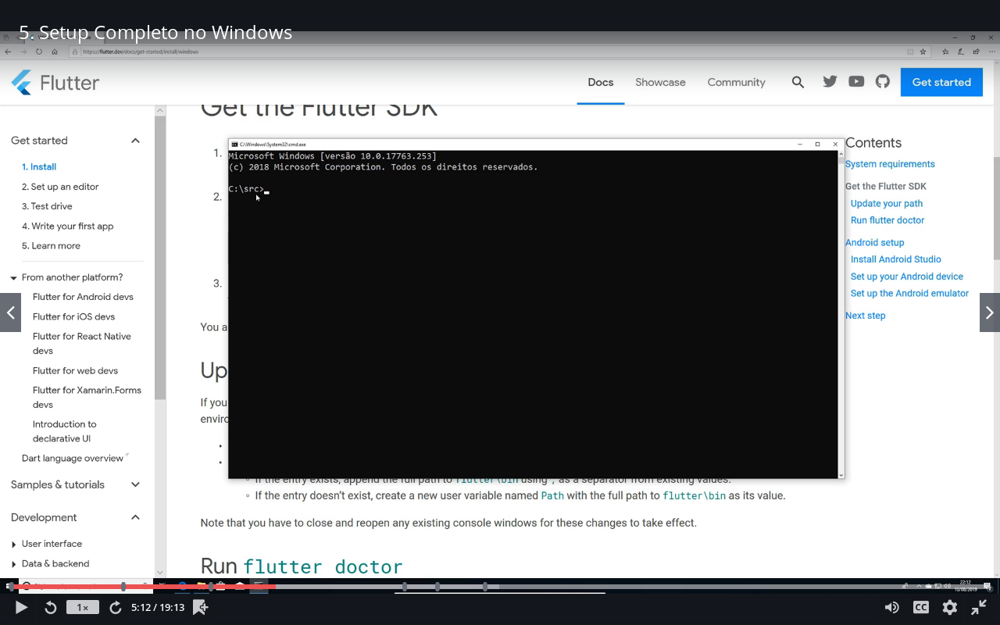 5. Setup Completo no Windows
https://flutter.dev/docs/get-started/install/windows
Flutter
Docs
Showcase
Community
Get started
Get started
1. Install
2. Set up an editor
3. Test drive
4. Write your first app
5. Learn more
From another platform?
Flutter for Android devs
Flutter for iOS devs
Flutter for React Native
devs
Flutter for web devs
Flutter for Xamarin.Forms
devs
Introduction to
declarative UI
Dart language overview
Samples & tutorials
Development
User interface
Data & backend
Get the Flutter SDK
1.
2.
3.
You a
Up
If you
enviro
C:\Windows\System32\cmd.exe
Microsoft Windows [versão 10.0.17763.253]
(c) 2018 Microsoft Corporation. Todos os direitos reservados.
C:\src>
If the entry exists, append the full path to flutter\bin using ; as a separator from existing values.
If the entry doesn't exist, create a new user variable named Path with the full path to flutter\bin as its value.
Note that you have to close and reopen any existing console windows for these changes to take effect.
Run flutter doctor
Contents
System requirements
Get the Flutter SDK
Update your path
Run flutter doctor
Android setup
Install Android Studio
Set up your Android device
Set up the Android emulator
Next step
22:12
10/08/2019
1x
5:12 / 19:13
CC